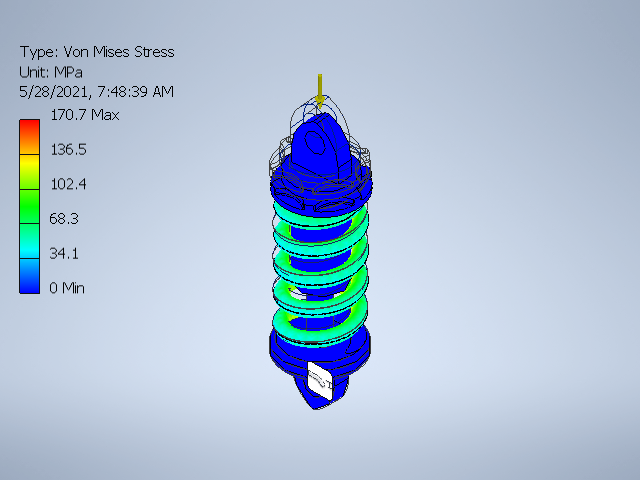 Type: Von Mises Stress
Unit: MPa
5/28/2021, 7:48:39 AM
170.7 Max
136.5
102.4
68.3
34.1
0 Min